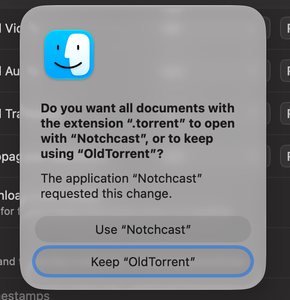 Do you want all documents with
the extension “.torrent” to open
with “Notchcast”, or to keep
using “OldTorrent”?
The application “Notchcast”
requested this change.
Use “Notchcast”
Keep “OldTorrent”